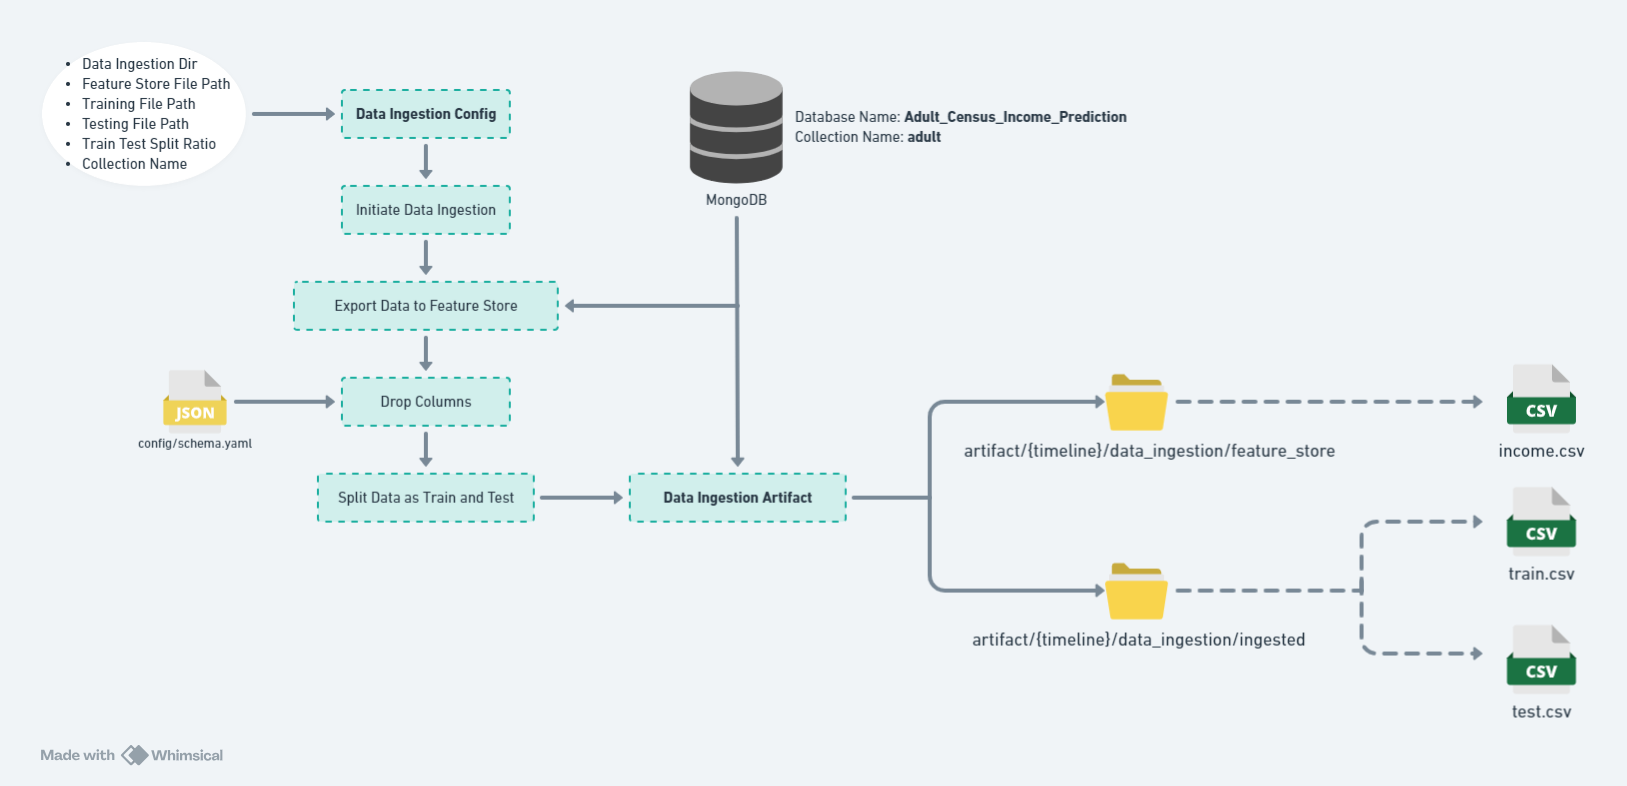 • Data Ingestion Dir
• Feature Store File Path
• Training File Path
• Testing File Path
• Train Test Split Ratio
• Collection Name
Data Ingestion Config
Initiate Data Ingestion
Export Data to Feature Store
JSON
config/schema.yaml
Drop Columns
Split Data as Train and Test
Database Name: Adult_Census_Income_Prediction
Collection Name: adult
MongoDB
Data Ingestion Artifact
artifact/{timeline}/data_ingestion/feature_store
CSV
income.csv
artifact/{timeline}/data_ingestion/ingested
CSV
train.csv
CSV
test.csv
Made with Whimsical